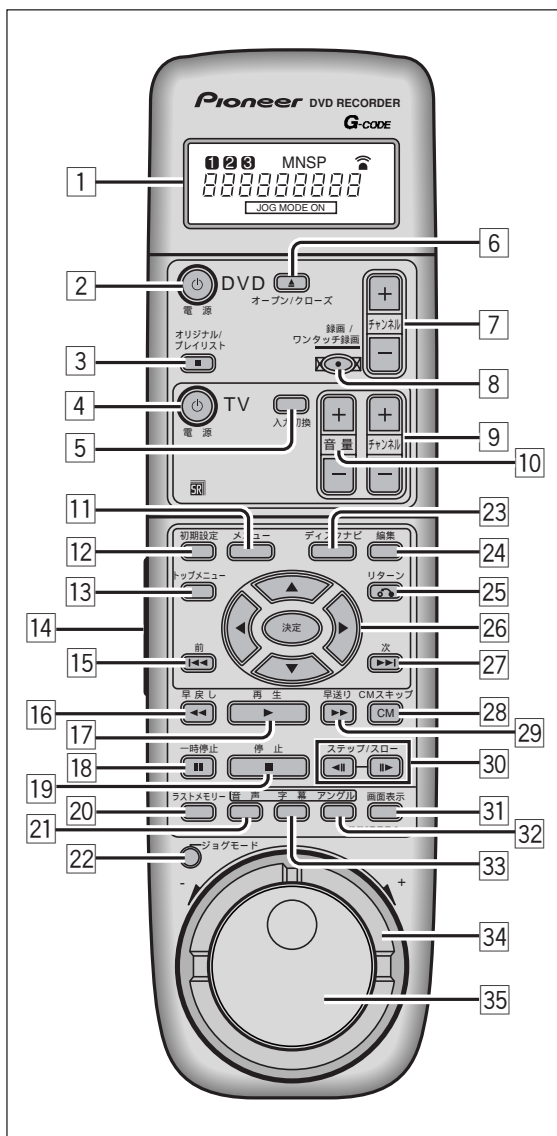 Pioneer DVD RECORDER
G-CODE
1 2 3 MNSP
JOG MODE ON
1
2
DVD
電 源
オープン/クローズ
6
チャンネル
7
オリジナル/
プレイリスト
3
録画 /
ワンタッチ録画
8
4
TV
電 源
入力切換
5
音 量
チャンネル
9
10
SR
11
23
初期設定
メニュー
ディスクナビ
編集
12
24
トップメニュー
リターン
13
25
14
決定
26
前
次
15
27
早戻し
再 生
早送り
CMスキップ
CM
16
17
29
28
一時停止
停 止
ステップ/スロー
18
19
30
ラストメモリー
音 声
字 幕
アングル
画面表示
20
21
31
32
33
22
ジョグモード
-
+
34
35